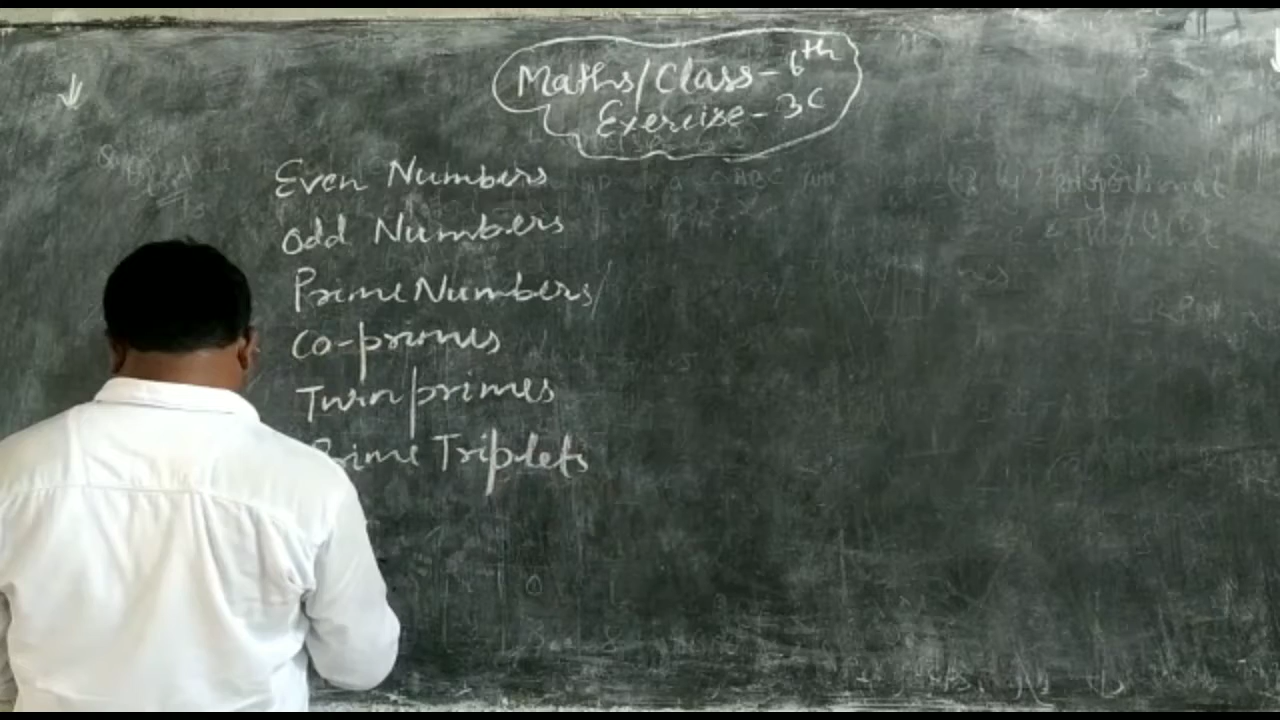 Maths/Class-6th
Exercise-3C
Even Numbers
Odd Numbers
Prime Numbers/
Co-primes
Twin primes
Prime Triplets